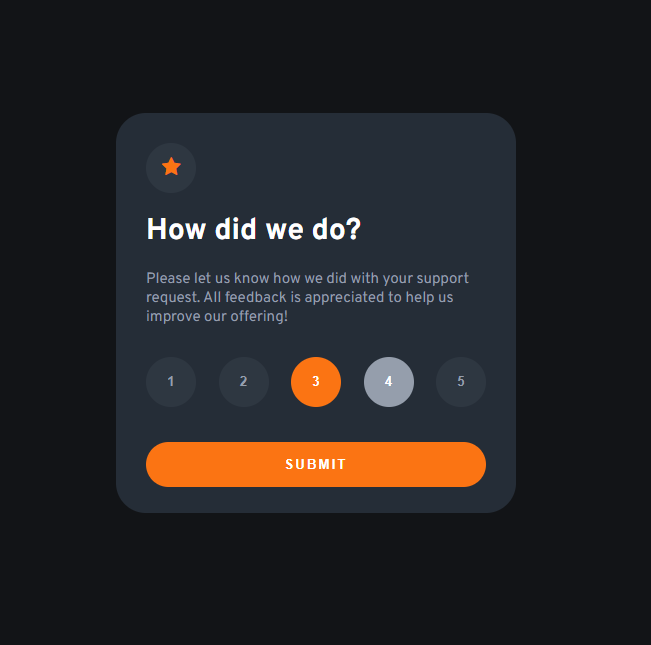 How did we do?
Please let us know how we did with your support
request. All feedback is appreciated to help us
improve our offering!
1 2 3 4 5
SUBMIT